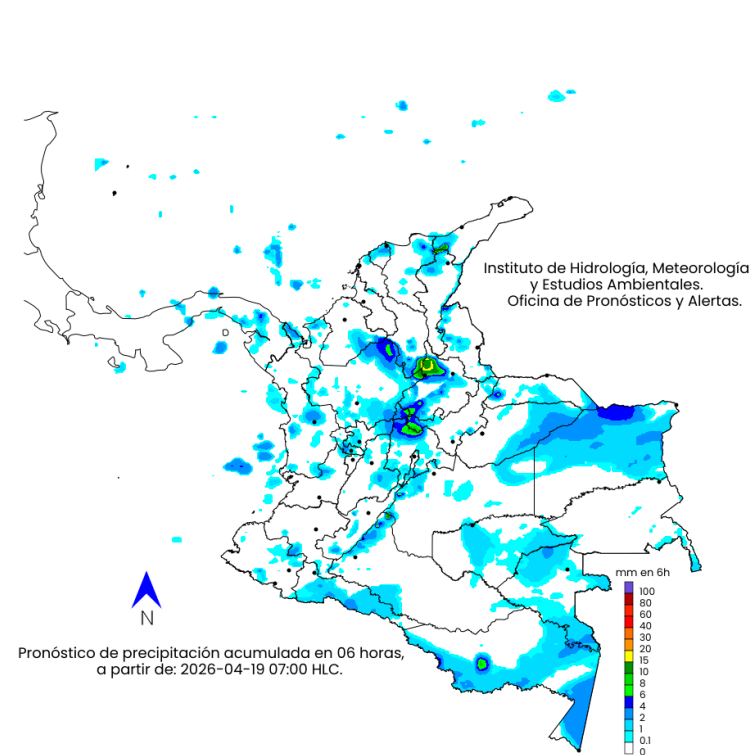 Instituto de Hidrología, Meteorología
y Estudios Ambientales.
Oficina de Pronósticos y Alertas.
mm en 6h
100
80
60
40
30
20
15
10
8
6
4
2
1
0.1
0
N
Pronóstico de precipitación acumulada en 06 horas,
a partir de: 2026-04-19 07:00 HLC.